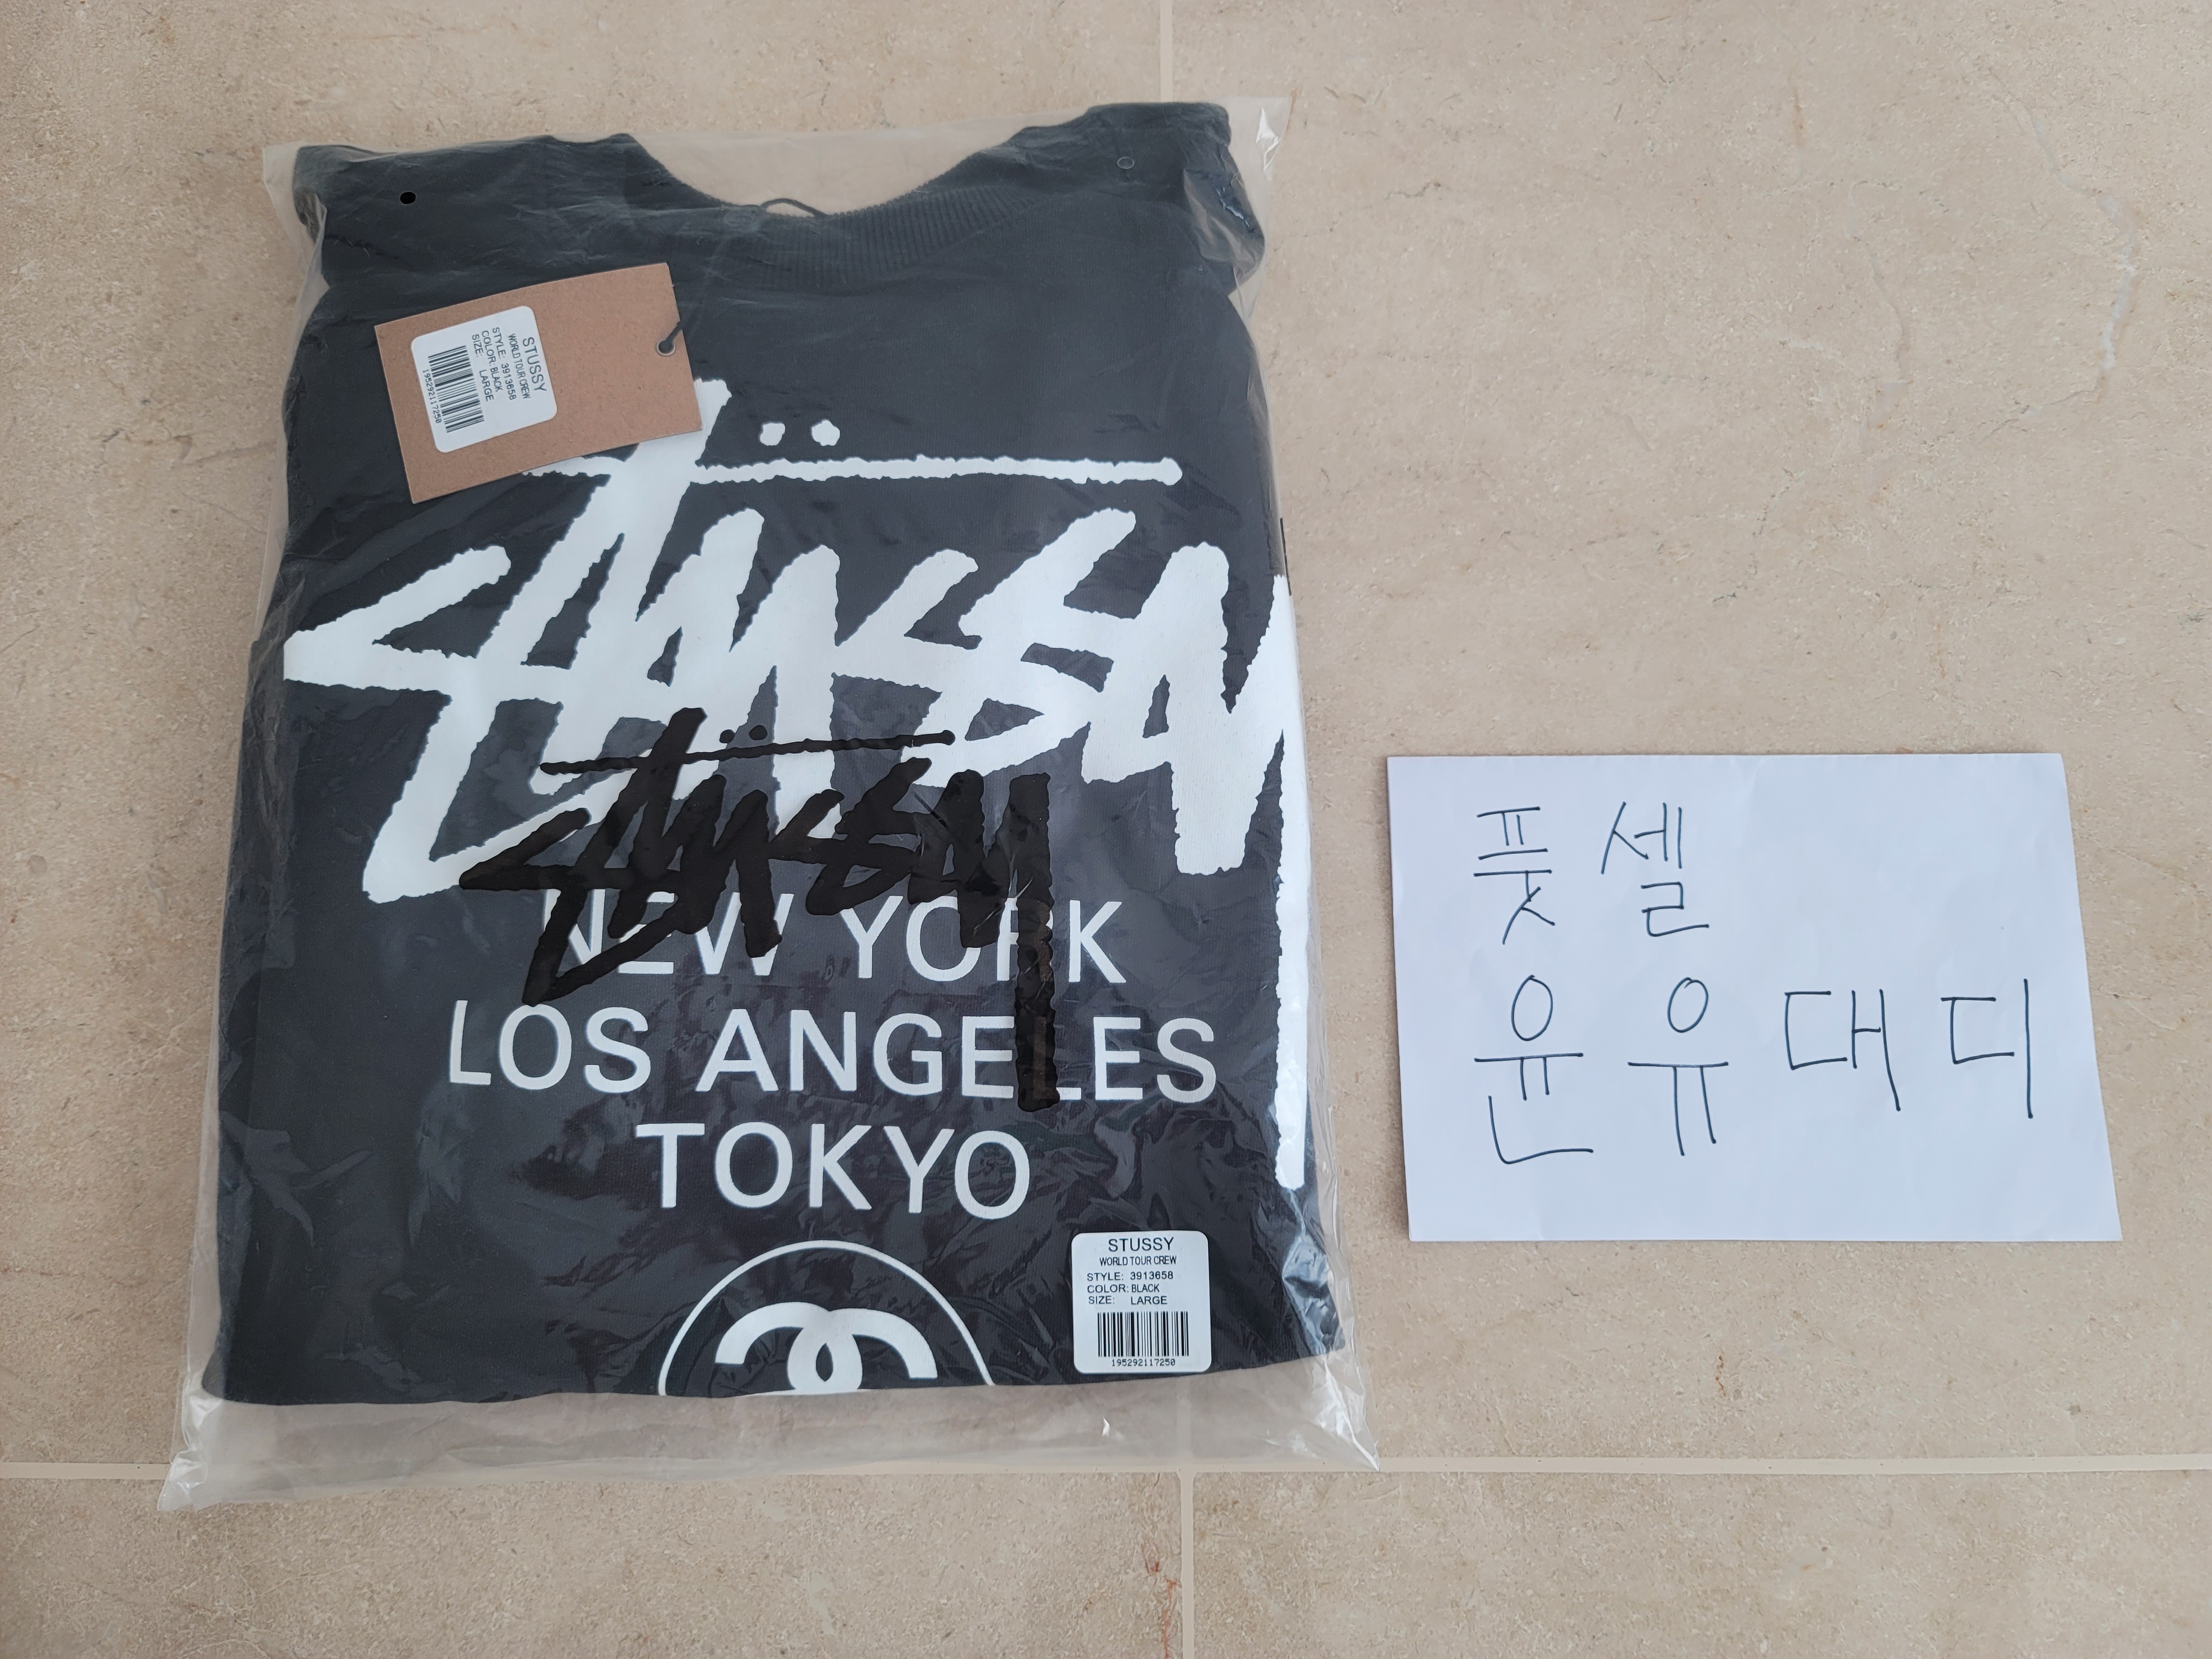 STUSSY
WORLD TOUR CREW
STYLE: 3913658
COLOR: BLACK
SIZE: LARGE
195292117250
Stüssy
Stüssy
NEW YORK
LOS ANGELES
TOKYO
STUSSY
WORLD TOUR CREW
STYLE: 3913658
COLOR: BLACK
SIZE: LARGE
195292117250
풋셀
윤유대디